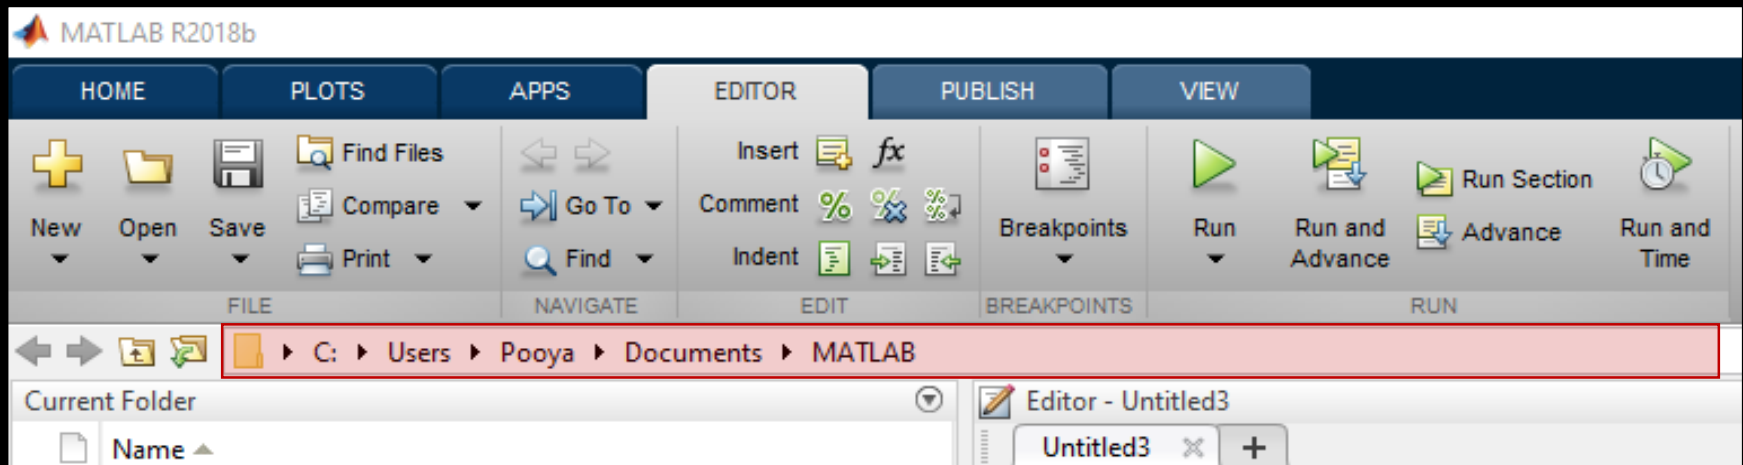 MATLAB R2018b
HOME PLOTS APPS EDITOR PUBLISH VIEW
Find Files Insert fx
Compare Go To Comment Run Section
New Open Save Breakpoints Run Run and Advance Run and Time
Print Find Indent Advance
FILE NAVIGATE EDIT BREAKPOINTS RUN
C: Users Pooya Documents MATLAB
Current Folder Editor - Untitled3
Name Untitled3 +